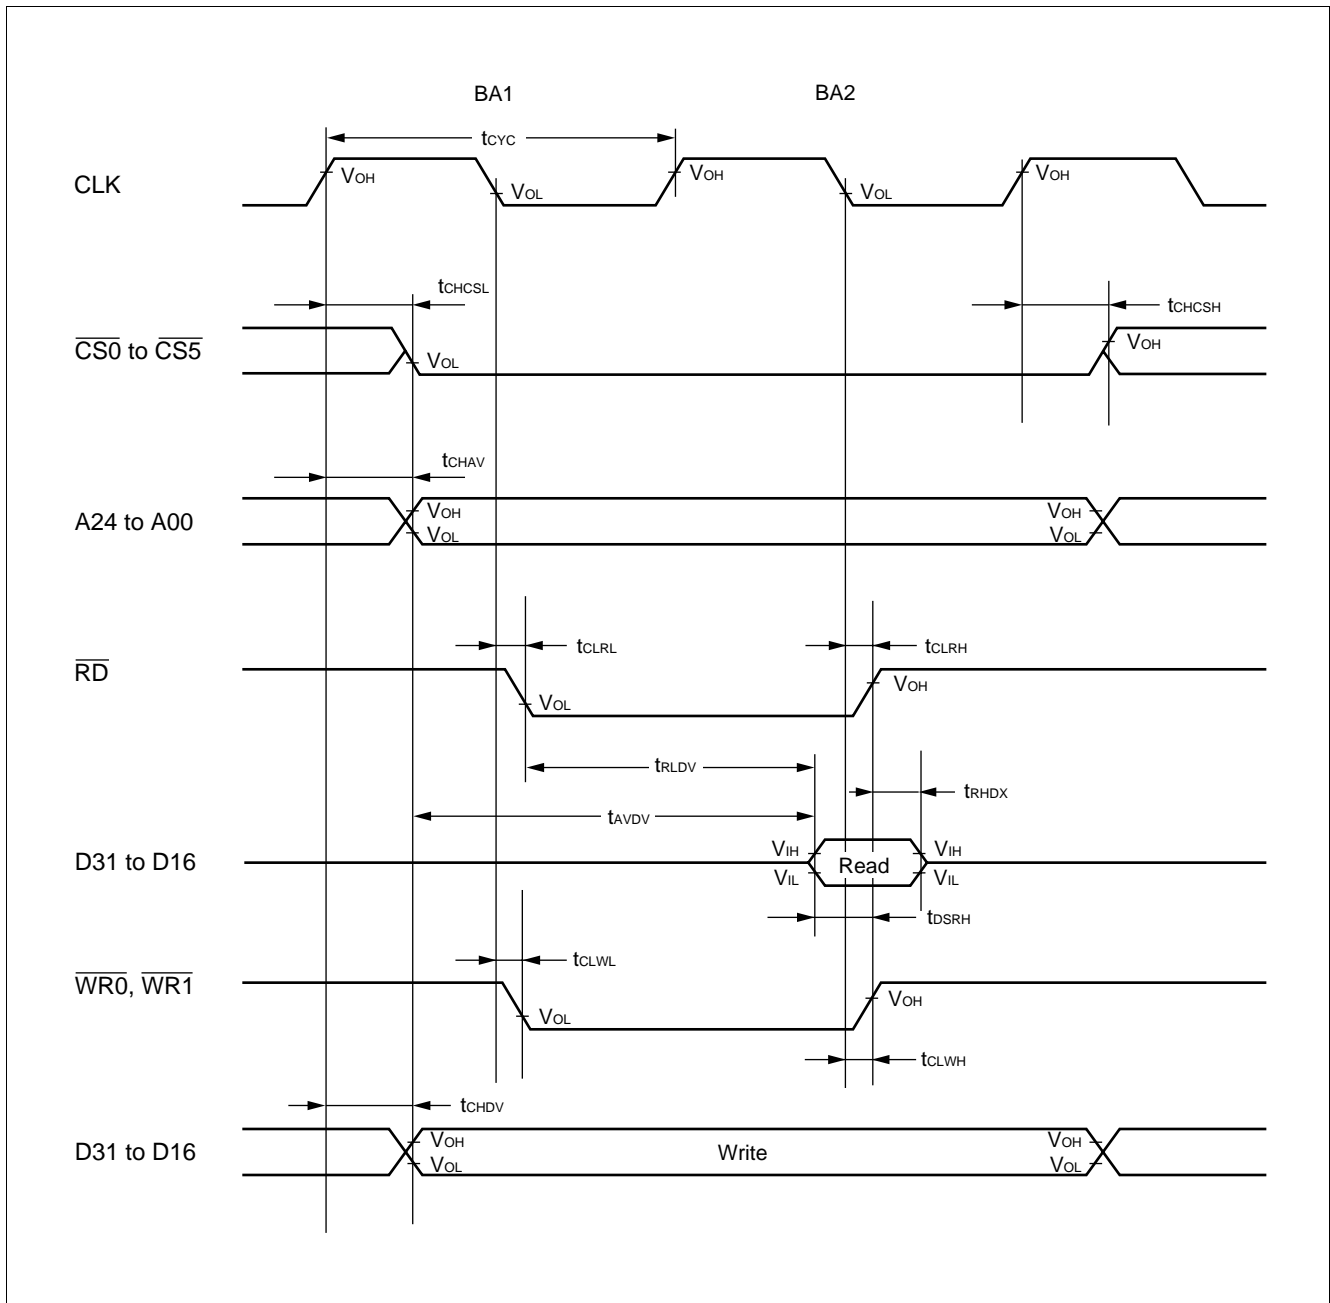 BA1 BA2
tCYC
CLK VOH VOL VOH VOL VOH
tCHCSL tCHCSH
CS0 to CS5 VOL VOH
tCHAV
A24 to A00 VOH VOH
VOL VOL
tCLRL tCLRH
RD VOL VOH
tRLDV
tRHDX
tAVDV
D31 to D16 VIH Read VIH
VIL VIL
tDSRH
tCLWL
WR0, WR1 VOL VOH
tCLWH
tCHDV
D31 to D16 VOH Write VOH
VOL VOL